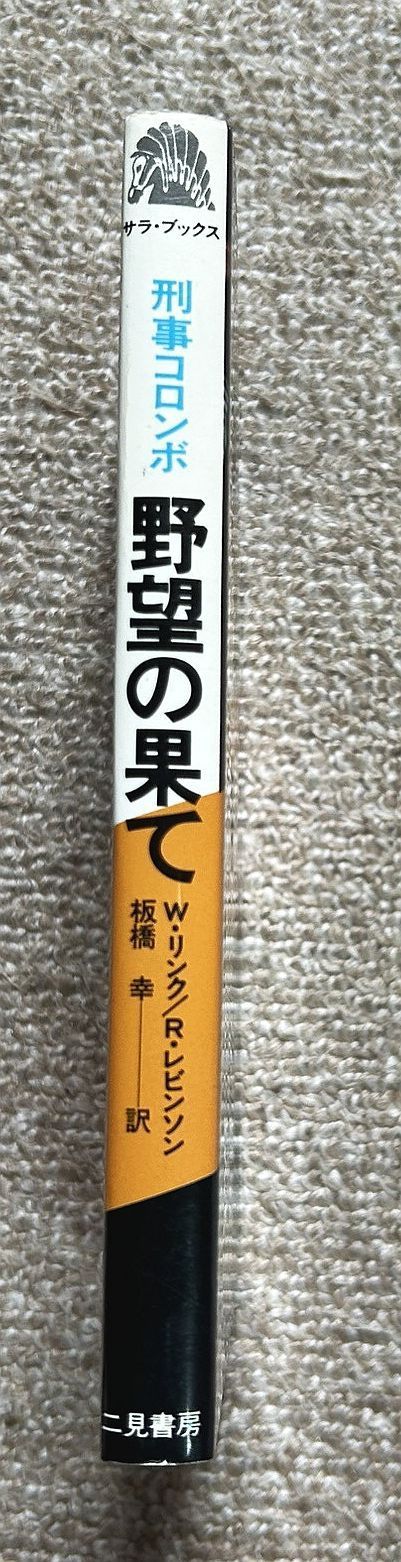 サラ・ブックス
刑事コロンボ
野望の果て
W・リンク/R・レビンソン
板橋 幸——訳
二見書房